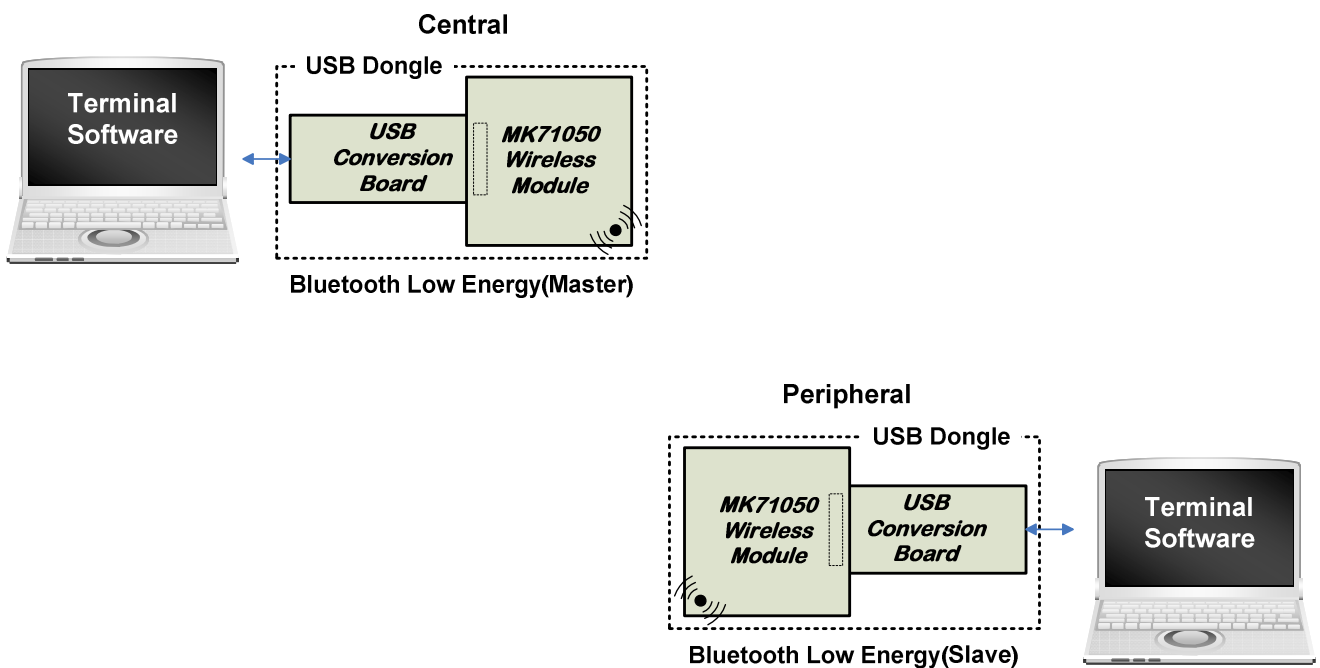 Central
USB Dongle
Terminal
Software
USB
Conversion
Board
MK71050
Wireless
Module
Bluetooth Low Energy(Master)
Peripheral
USB Dongle
MK71050
Wireless
Module
USB
Conversion
Board
Terminal
Software
Bluetooth Low Energy(Slave)